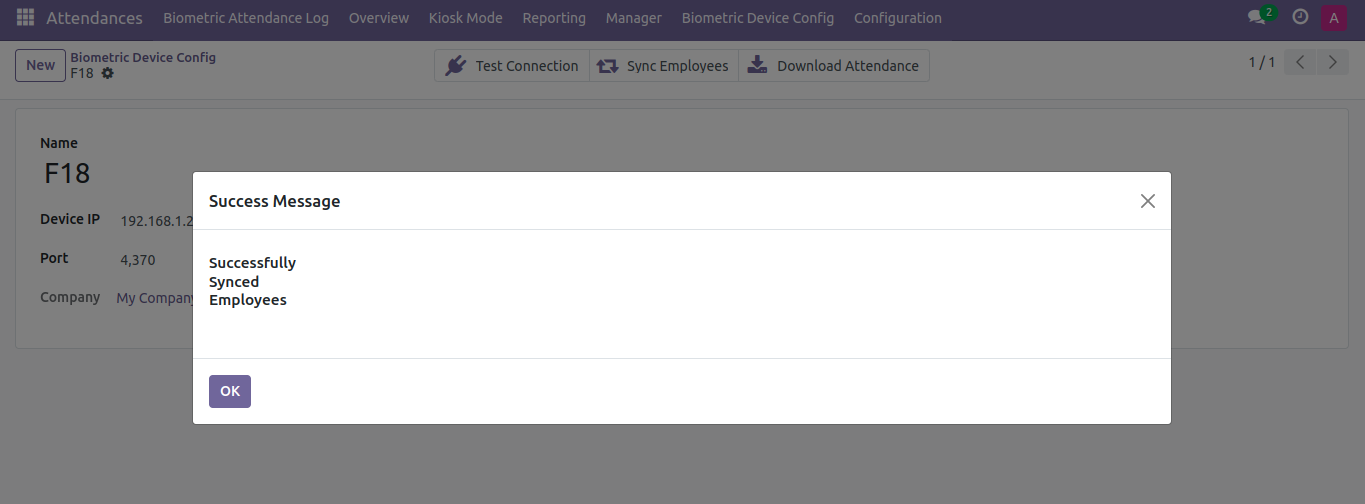 Attendances Biometric Attendance Log Overview Kiosk Mode Reporting Manager Biometric Device Config Configuration 2 A
New Biometric Device Config
F18
Test Connection Sync Employees Download Attendance 1 / 1
Name
F18
Device IP 192.168.1.2
Port 4,370
Company My Company
Success Message
Successfully
Synced
Employees
OK